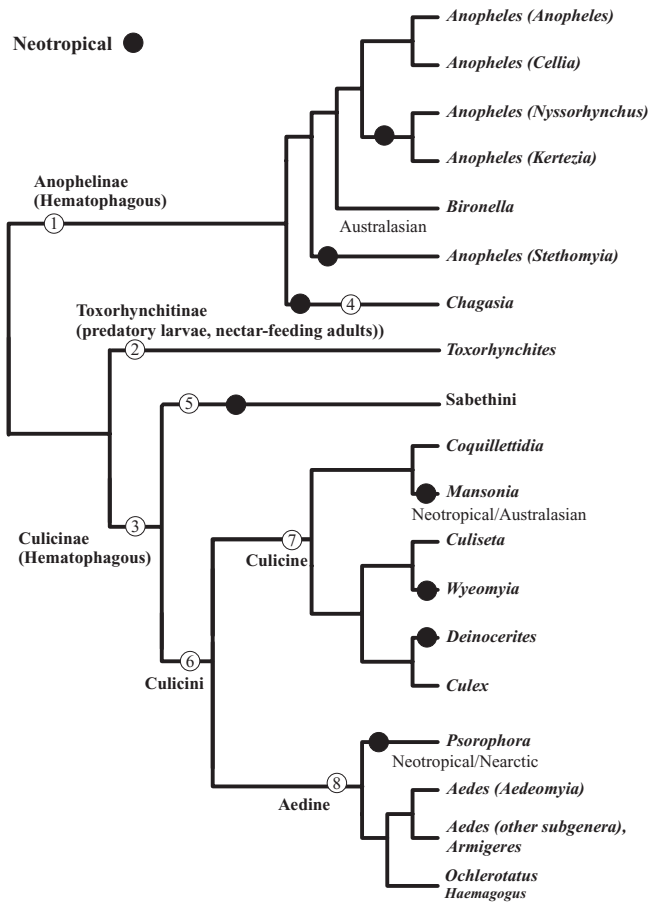 Neotropical
Anopheles (Anopheles)
Anopheles (Cellia)
Anopheles (Nyssorhynchus)
Anopheles (Kertezia)
Anophelinae
(Hematophagous)
1
Bironella
Australasian
Anopheles (Stethomyia)
4
Chagasia
Toxorhynchitinae
(predatory larvae, nectar-feeding adults))
2
Toxorhynchites
5
Sabethini
Coquillettidia
Mansonia
Neotropical/Australasian
3
Culicinae
(Hematophagous)
7
Culicine
Culiseta
Wyeomyia
Deinocerites
6
Culicini
Culex
Psorophora
Neotropical/Nearctic
8
Aedine
Aedes (Aedeomyia)
Aedes (other subgenera),
Armigeres
Ochlerotatus
Haemagogus